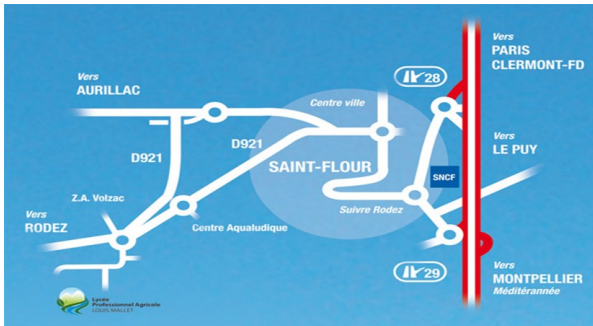 Vers
PARIS
CLERMONT-FD
28
Vers
AURILLAC
Centre ville
D921
D921
Vers
LE PUY
SAINT-FLOUR
SNCF
Z.A. Volzac
Suivre Rodez
Vers
RODEZ
Centre Aqualudique
29
Vers
MONTPELLIER
Méditérannée
Lycée
Professionnel Agricole
LOUIS MALLET